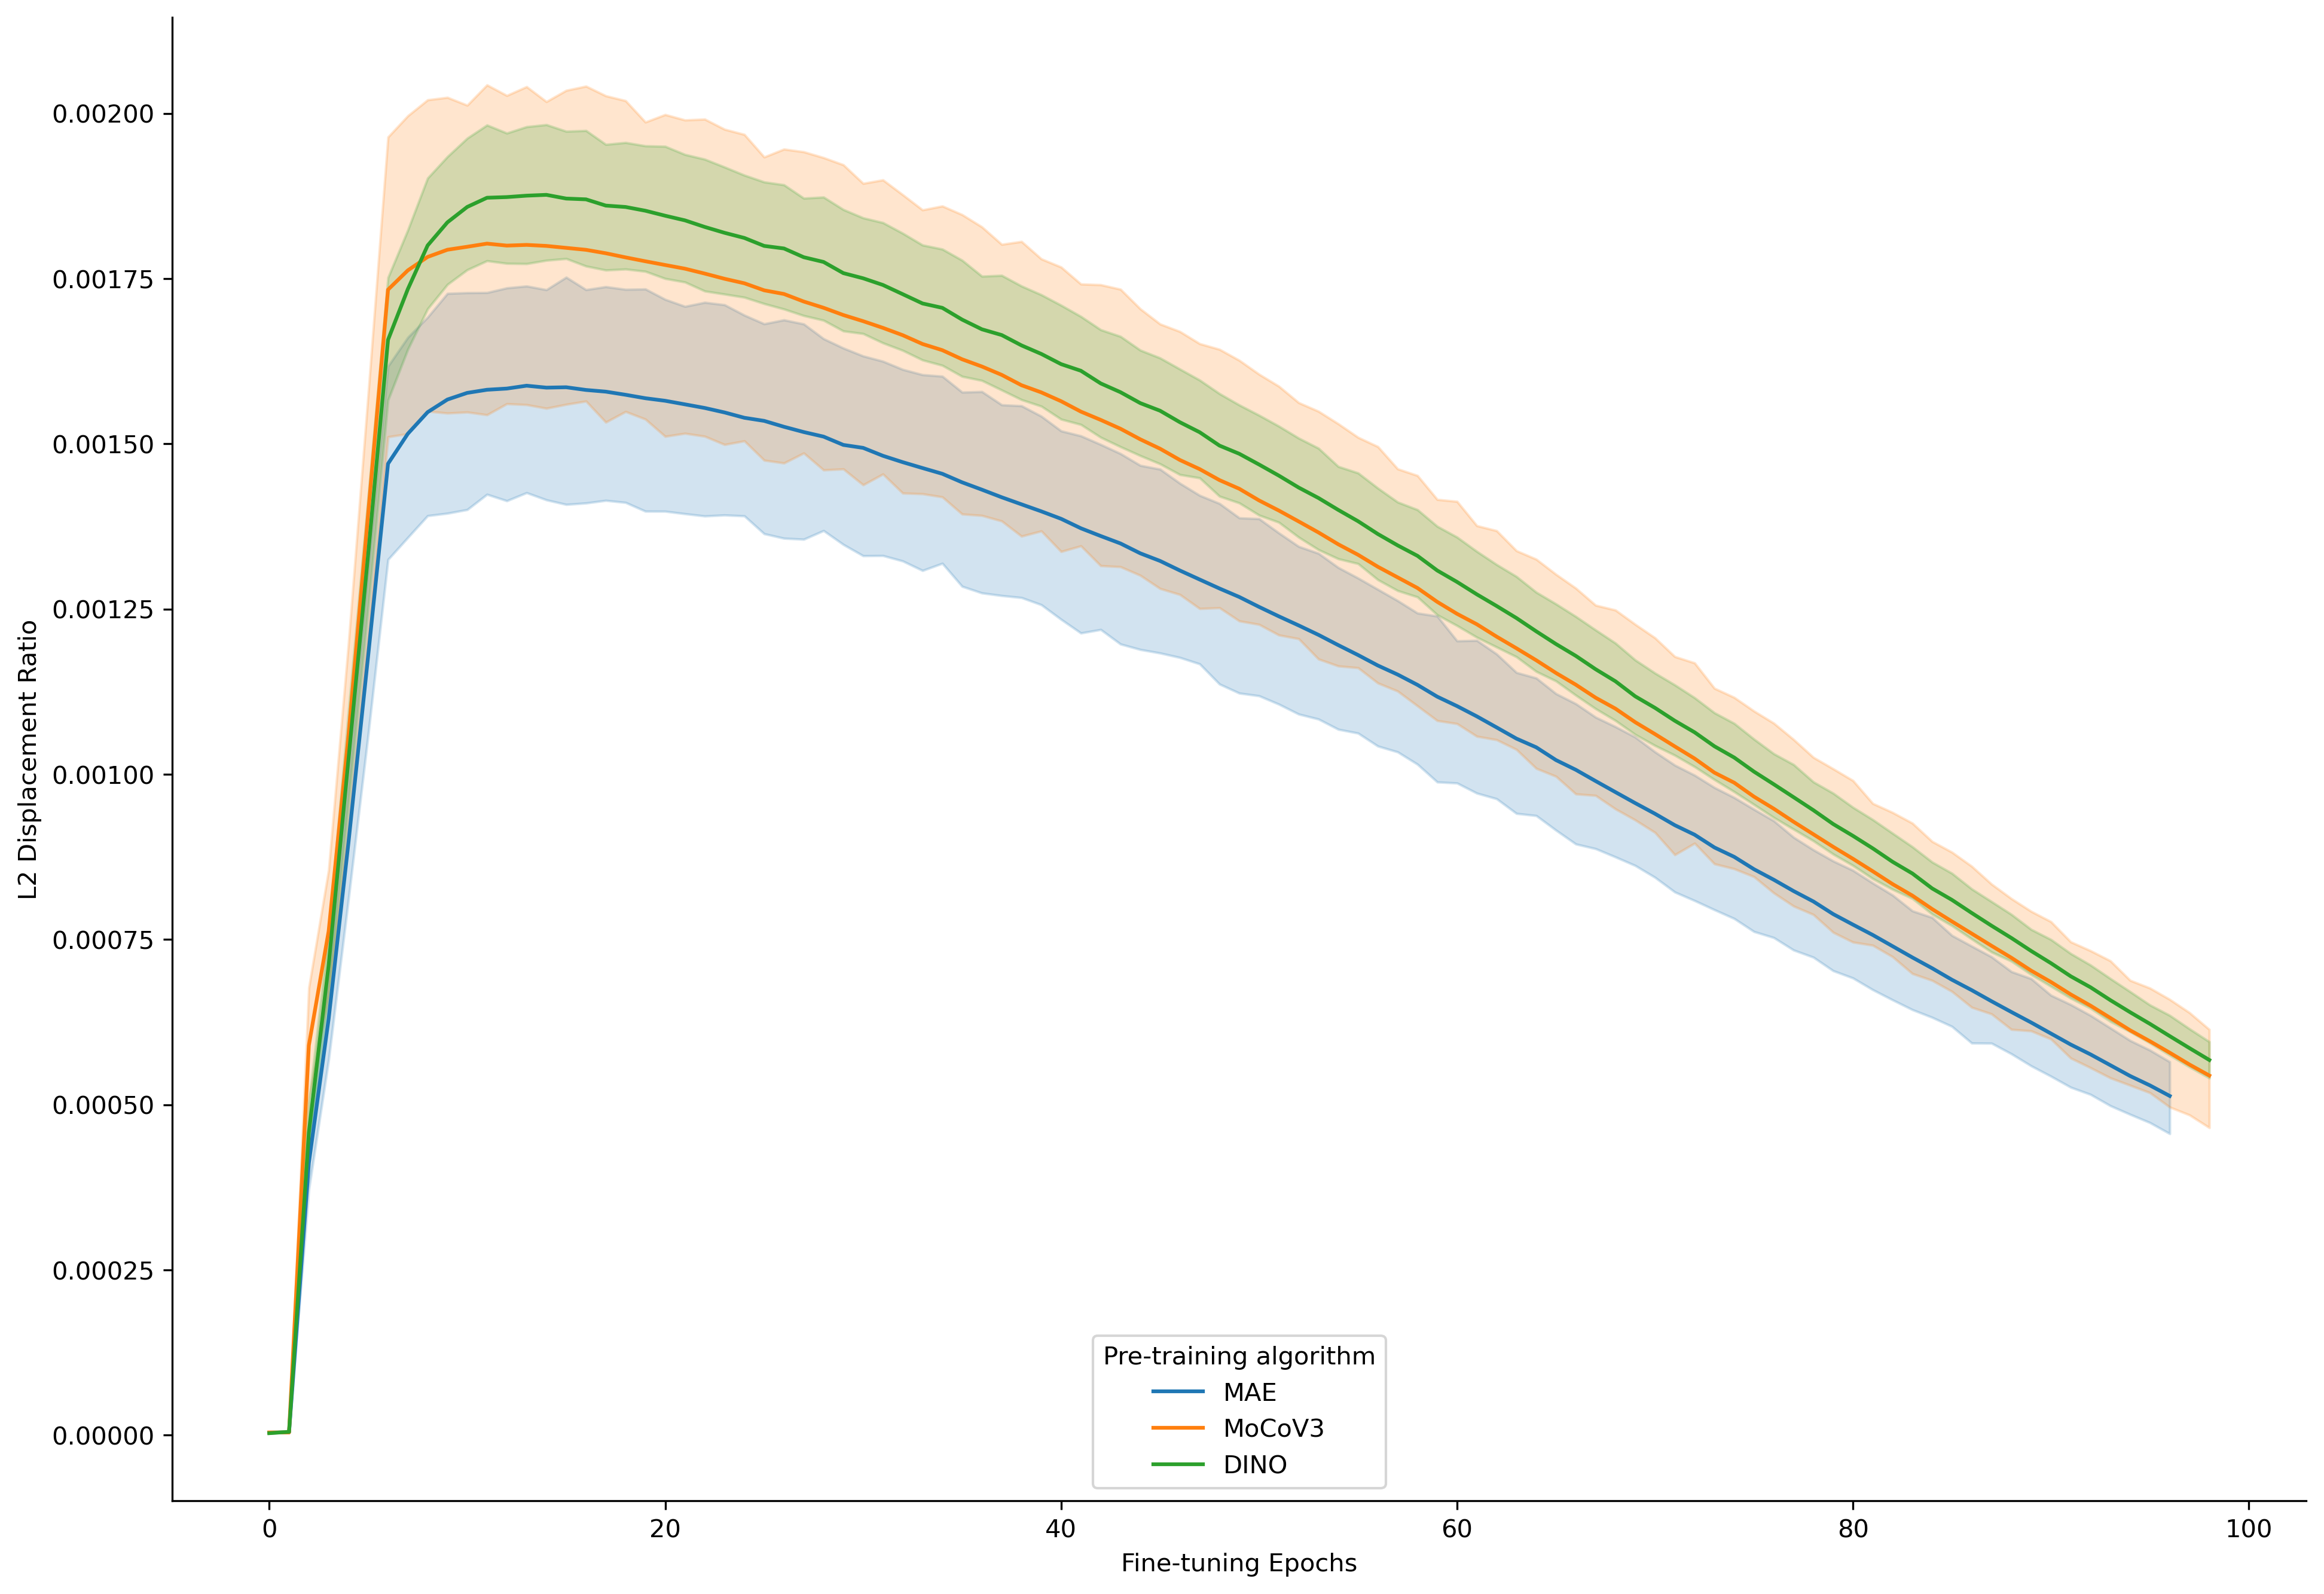 0.00200
0.00175
0.00150
0.00125
0.00100
0.00075
0.00050
0.00025
0.00000
L2 Displacement Ratio
Pre-training algorithm
MAE
MoCoV3
DINO
0 20 40 60 80 100
Fine-tuning Epochs